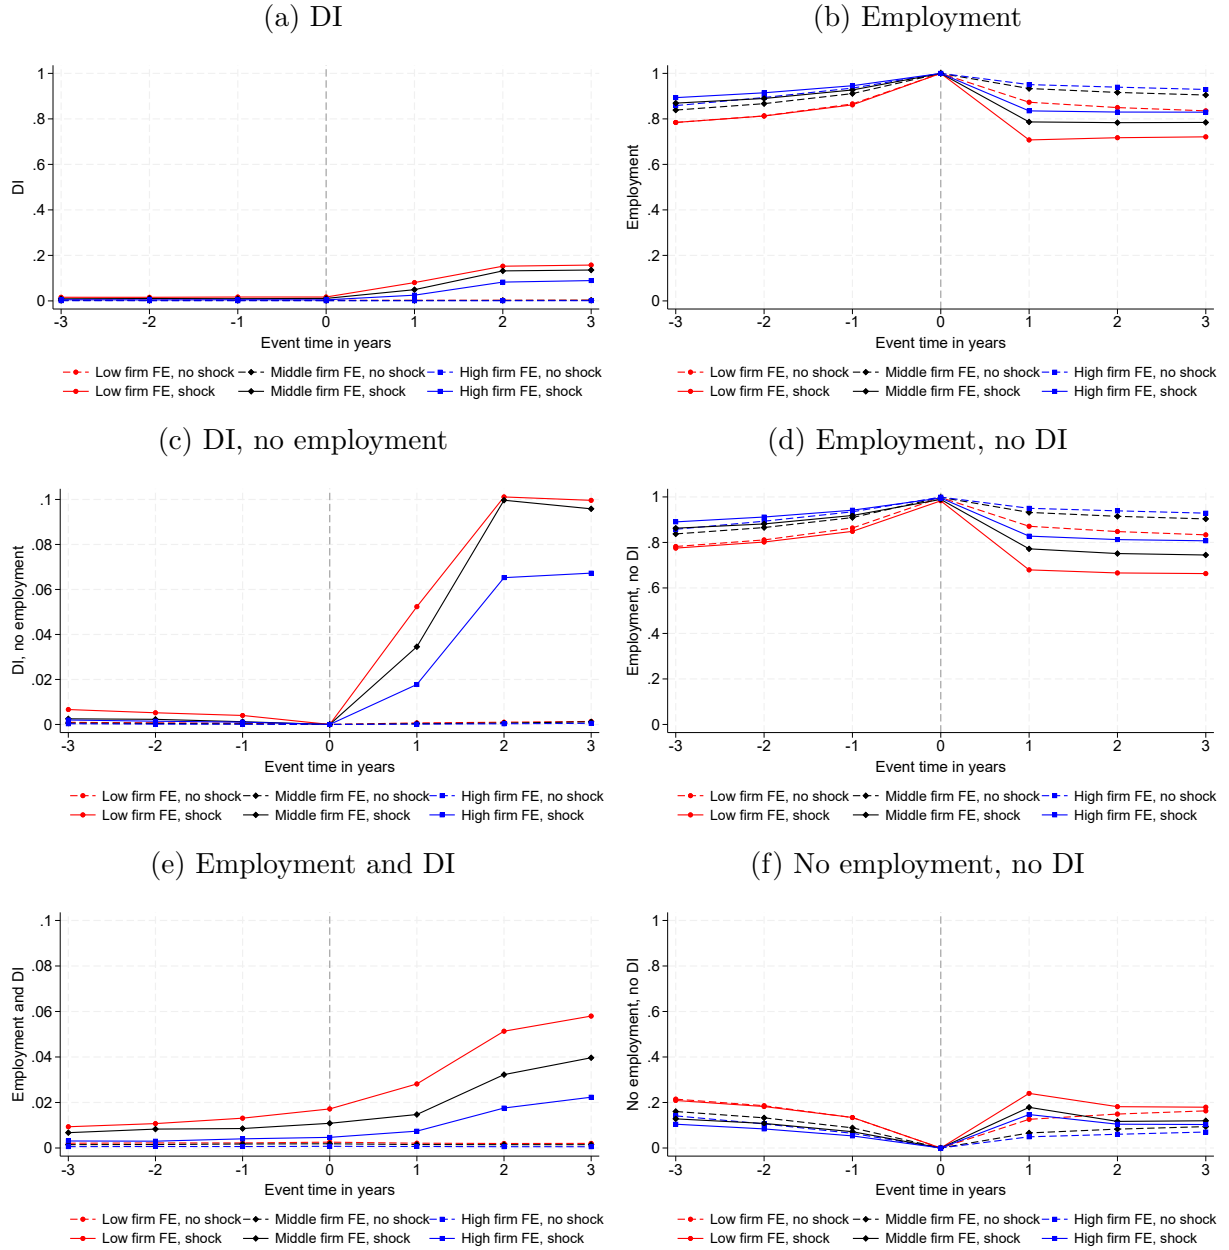 (a) DI
1
.8
.6
.4
.2
0
DI
-3 -2 -1 0 1 2 3
Event time in years
Low firm FE, no shock Middle firm FE, no shock High firm FE, no shock
Low firm FE, shock Middle firm FE, shock High firm FE, shock
(b) Employment
1
.8
.6
.4
.2
0
Employment
-3 -2 -1 0 1 2 3
Event time in years
Low firm FE, no shock Middle firm FE, no shock High firm FE, no shock
Low firm FE, shock Middle firm FE, shock High firm FE, shock
(c) DI, no employment
.1
.08
.06
.04
.02
0
DI, no employment
-3 -2 -1 0 1 2 3
Event time in years
Low firm FE, no shock Middle firm FE, no shock High firm FE, no shock
Low firm FE, shock Middle firm FE, shock High firm FE, shock
(d) Employment, no DI
1
.8
.6
.4
.2
0
Employment, no DI
-3 -2 -1 0 1 2 3
Event time in years
Low firm FE, no shock Middle firm FE, no shock High firm FE, no shock
Low firm FE, shock Middle firm FE, shock High firm FE, shock
(e) Employment and DI
.1
.08
.06
.04
.02
0
Employment and DI
-3 -2 -1 0 1 2 3
Event time in years
Low firm FE, no shock Middle firm FE, no shock High firm FE, no shock
Low firm FE, shock Middle firm FE, shock High firm FE, shock
(f) No employment, no DI
1
.8
.6
.4
.2
0
No employment, no DI
-3 -2 -1 0 1 2 3
Event time in years
Low firm FE, no shock Middle firm FE, no shock High firm FE, no shock
Low firm FE, shock Middle firm FE, shock High firm FE, shock